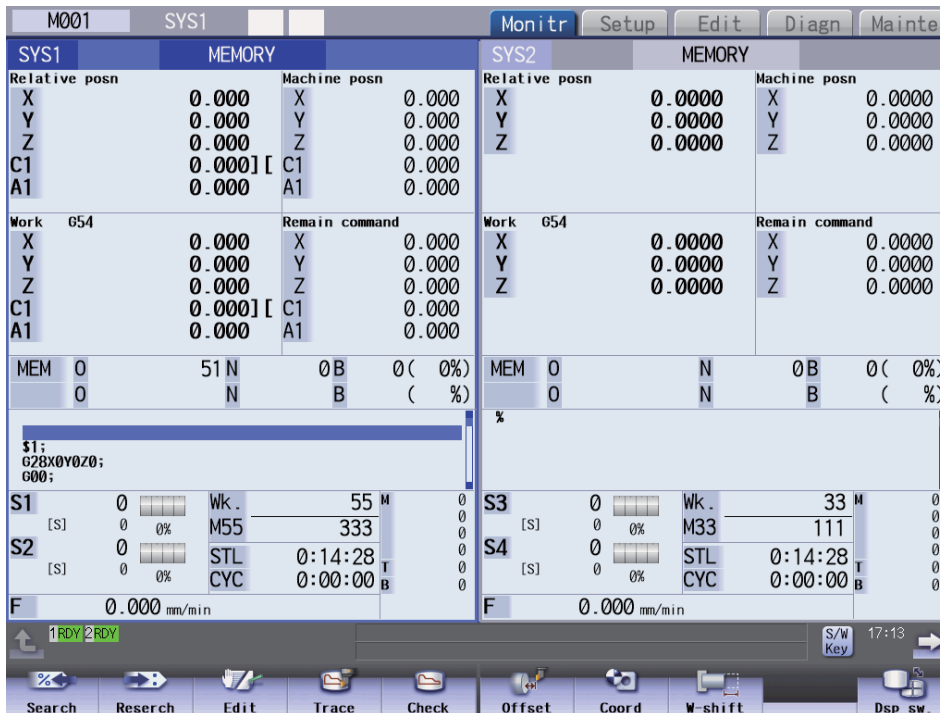 M001 SYS1 Monitr Setup Edit Diagn Mainte
SYS1 MEMORY
Relative posn Machine posn
X 0.000 X 0.000
Y 0.000 Y 0.000
Z 0.000 Z 0.000
C1 0.000][ C1 0.000
A1 0.000 A1 0.000
Work G54 Remain command
X 0.000 X 0.000
Y 0.000 Y 0.000
Z 0.000 Z 0.000
C1 0.000][ C1 0.000
A1 0.000 A1 0.000
MEM O 51 N 0 B 0( 0%)
O N B ( %)
$1;
G28X0Y0Z0;
G00;
S1 0 Wk. 55 M 0
[S] 0 0% M55 333 0
0
S2 0 STL 0:14:28 0
[S] 0 0% CYC 0:00:00 T 0
B 0
F 0.000 mm/min
SYS2 MEMORY
Relative posn Machine posn
X 0.0000 X 0.0000
Y 0.0000 Y 0.0000
Z 0.0000 Z 0.0000
Work G54 Remain command
X 0.0000 X 0.0000
Y 0.0000 Y 0.0000
Z 0.0000 Z 0.0000
MEM O N 0 B 0( 0%)
O N B ( %)
%
S3 0 Wk. 33 M 0
[S] 0 0% M33 111 0
0
S4 0 STL 0:14:28 0
[S] 0 0% CYC 0:00:00 T 0
B 0
F 0.000 mm/min
1RDY 2RDY S/W Key 17:13
Search Reserch Edit Trace Check Offset Coord W-shift Dsp sw.